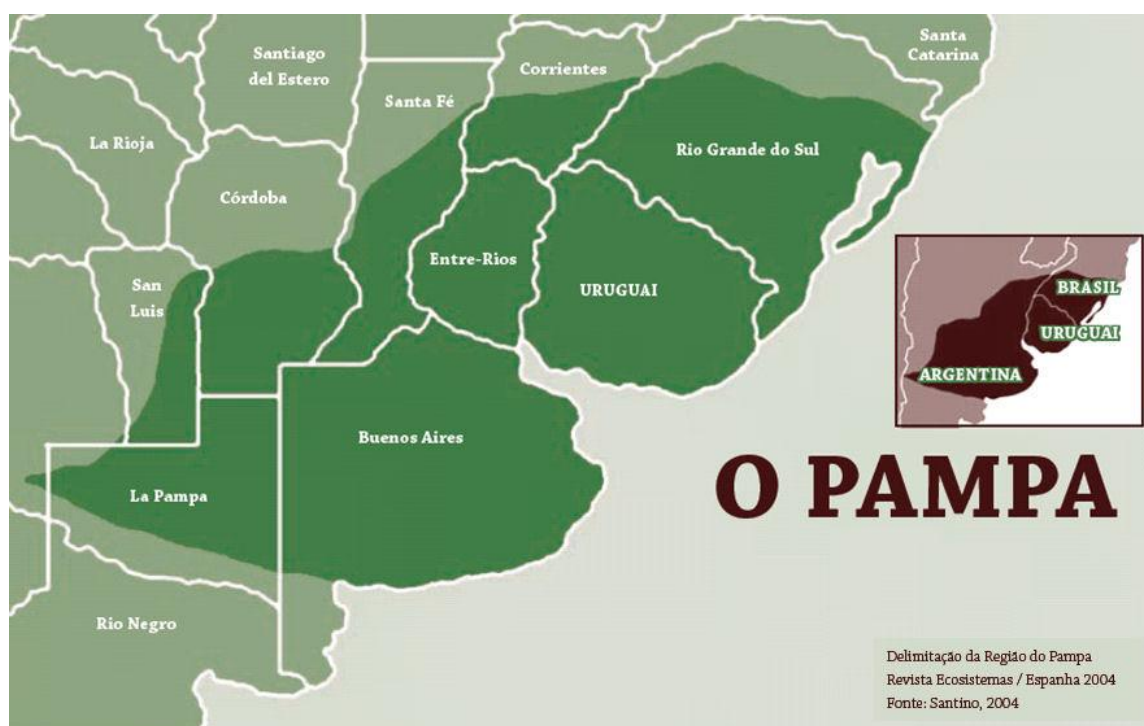 Santiago
del Estero
Corrientes
Santa
Catarina
Santa Fé
La Rioja
Rio Grande do Sul
Córdoba
Entre-Rios
San
Luis
URUGUAI
BRASIL
URUGUAI
ARGENTINA
Buenos Aires
O PAMPA
La Pampa
Rio Negro
Delimitação da Região do Pampa
Revista Ecosistemas / Espanha 2004
Fonte: Santino, 2004